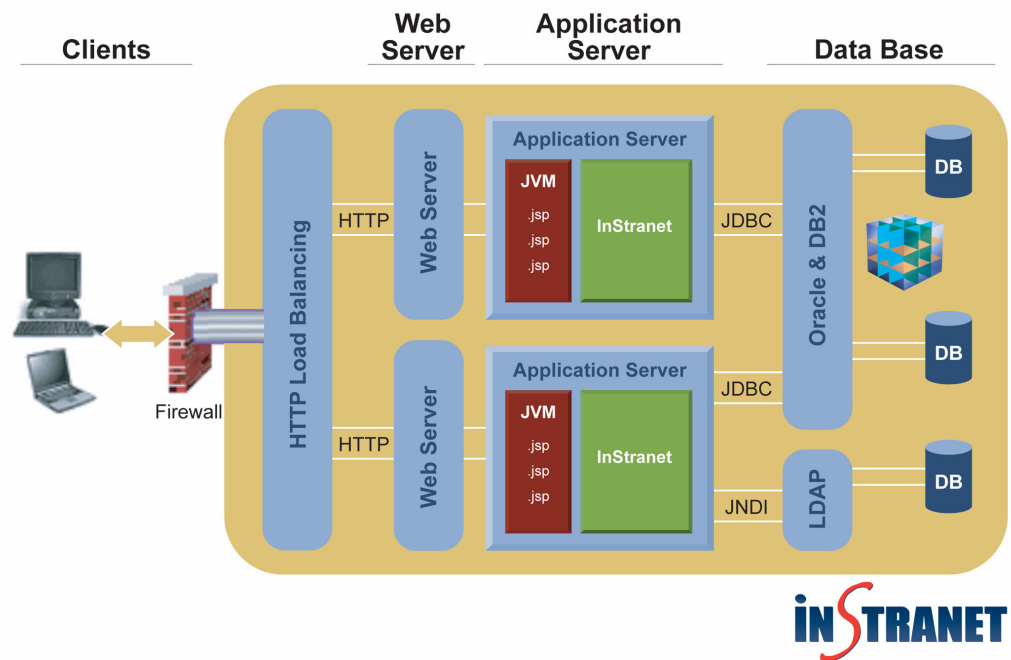 Clients
Web
Server
Application
Server
Data Base
Firewall
HTTP Load Balancing
HTTP
HTTP
Web Server
Web Server
Application Server
JVM
.jsp
.jsp
.jsp
InStranet
Application Server
JVM
.jsp
.jsp
.jsp
InStranet
JDBC
JDBC
JNDI
Oracle & DB2
LDAP
DB
DB
DB
inSTRANET